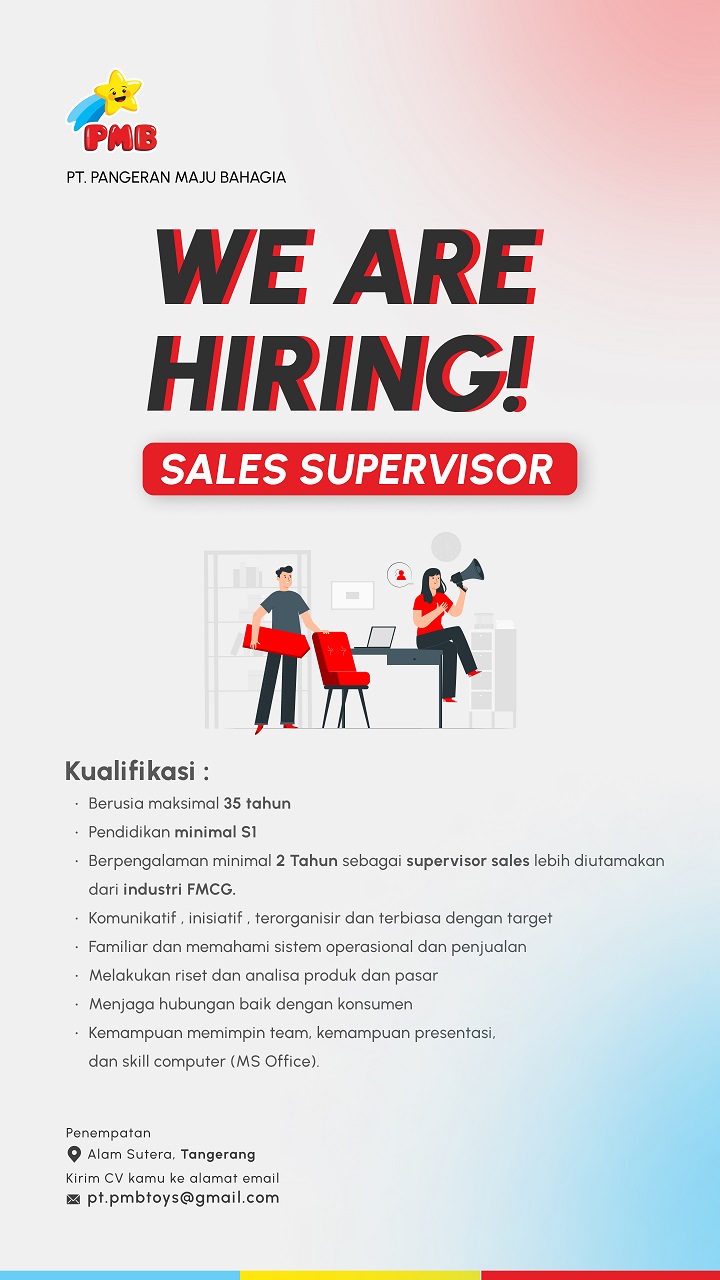 PMB
PT. PANGERAN MAJU BAHAGIA
WE ARE
HIRING!
SALES SUPERVISOR
Kualifikasi :
· Berusia maksimal 35 tahun
· Pendidikan minimal S1
· Berpengalaman minimal 2 Tahun sebagai supervisor sales lebih diutamakan
dari industri FMCG.
· Komunikatif , inisiatif , terorganisir dan terbiasa dengan target
· Familiar dan memahami sistem operasional dan penjualan
· Melakukan riset dan analisa produk dan pasar
· Menjaga hubungan baik dengan konsumen
· Kemampuan memimpin team, kemampuan presentasi,
dan skill computer (MS Office).
Penempatan
Alam Sutera, Tangerang
Kirim CV kamu ke alamat email
pt.pmbtoys@gmail.com